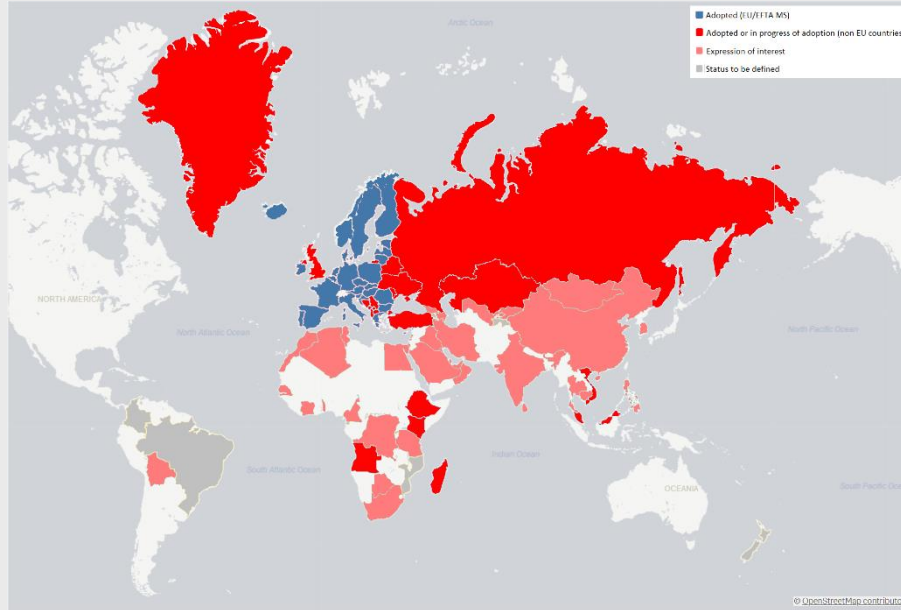 Arctic Ocean
Adopted (EU/EFTA MS)
Adopted or in progress of adoption (non EU countries
Expression of interest
Status to be defined
NORTH AMERICA
North Atlantic Ocean
North Pacific Ocean
South Atlantic Ocean
Indian Ocean
OCEANIA
South Pacific
© OpenStreetMap contributo